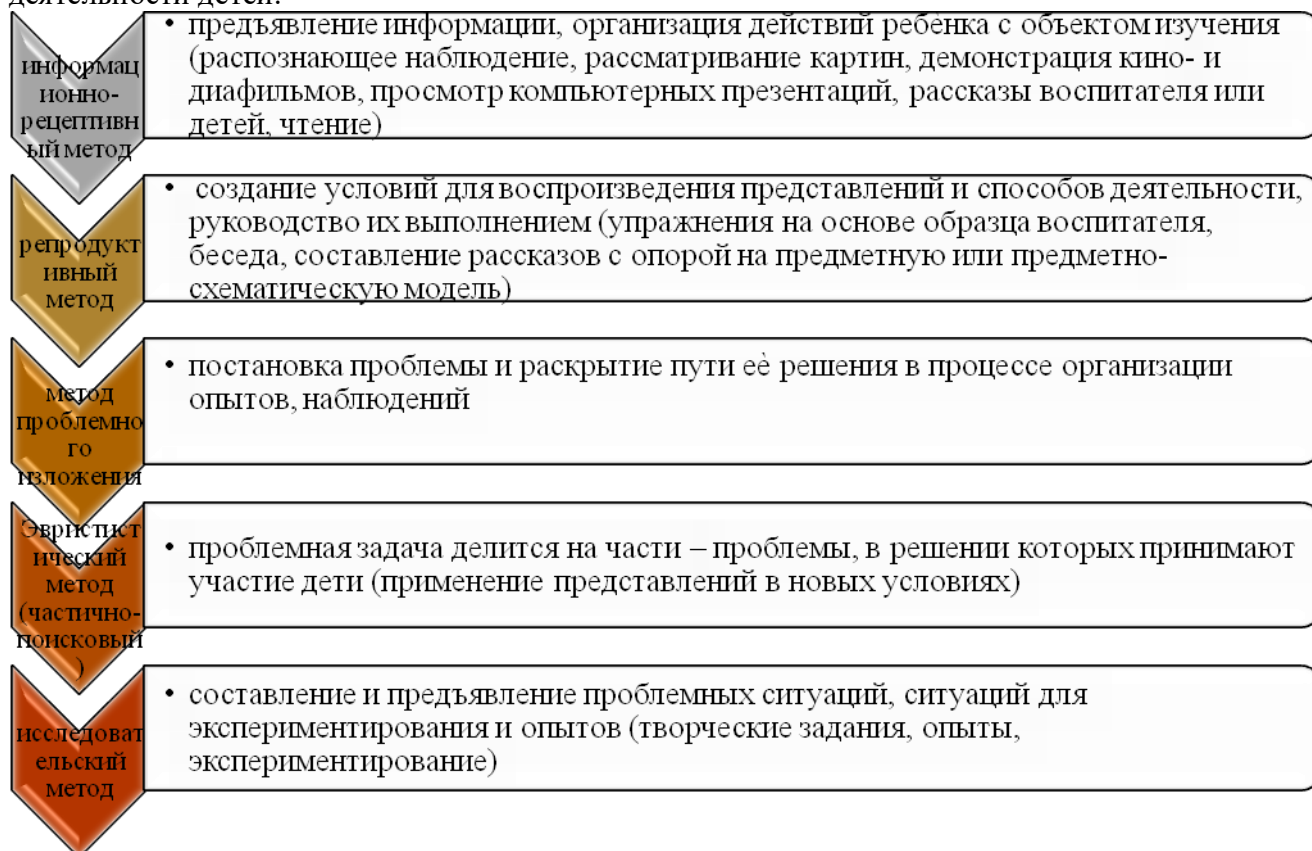 деятельности детей:
информац
ионно-
рецептивн
ый метод
• предъявление информации, организация действий ребѐнка с объектом изучения
(распознающее наблюдение, рассматривание картин, демонстрация кино- и
диафильмов, просмотр компьютерных презентаций, рассказы воспитателя или
детей, чтение)
репродукт
ивный
метод
• создание условий для воспроизведения представлений и способов деятельности,
руководство их выполнением (упражнения на основе образца воспитателя,
беседа, составление рассказов с опорой на предметную или предметно-
схематическую модель)
метод
проблемно
го
изложения
• постановка проблемы и раскрытие пути еѐ решения в процессе организации
опытов, наблюдений
Эвристист
ический
метод
(частично-
поисковый
)
• проблемная задача делится на части – проблемы, в решении которых принимают
участие дети (применение представлений в новых условиях)
исследоват
ельский
метод
• составление и предъявление проблемных ситуаций, ситуаций для
экспериментирования и опытов (творческие задания, опыты,
экспериментирование)